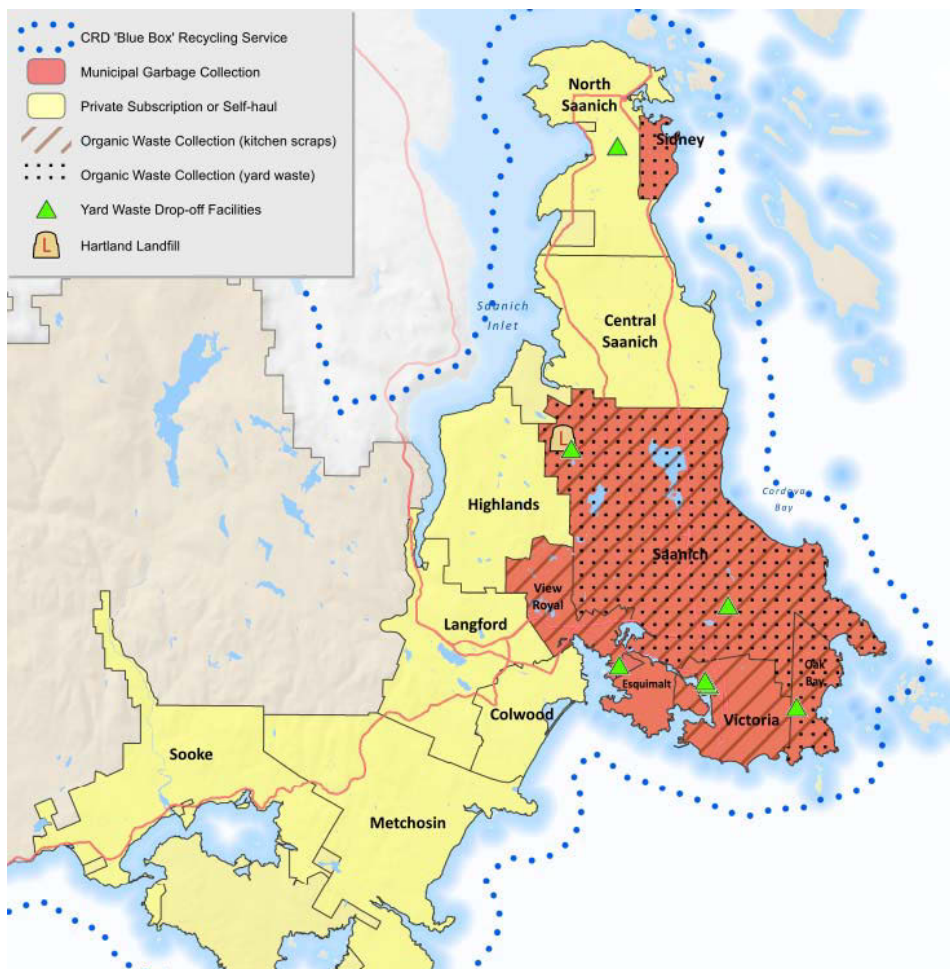 CRD 'Blue Box' Recycling Service
Municipal Garbage Collection
Private Subscription or Self-haul
Organic Waste Collection (kitchen scraps)
Organic Waste Collection (yard waste)
Yard Waste Drop-off Facilities
L
Hartland Landfill
North
Saanich
Sidney
Saanich
Inlet
Central
Saanich
L
Cordova
Bay
Highlands
Saanich
View
Royal
Langford
Oak
Bay
Esquimalt
Colwood
Victoria
Sooke
Metchosin